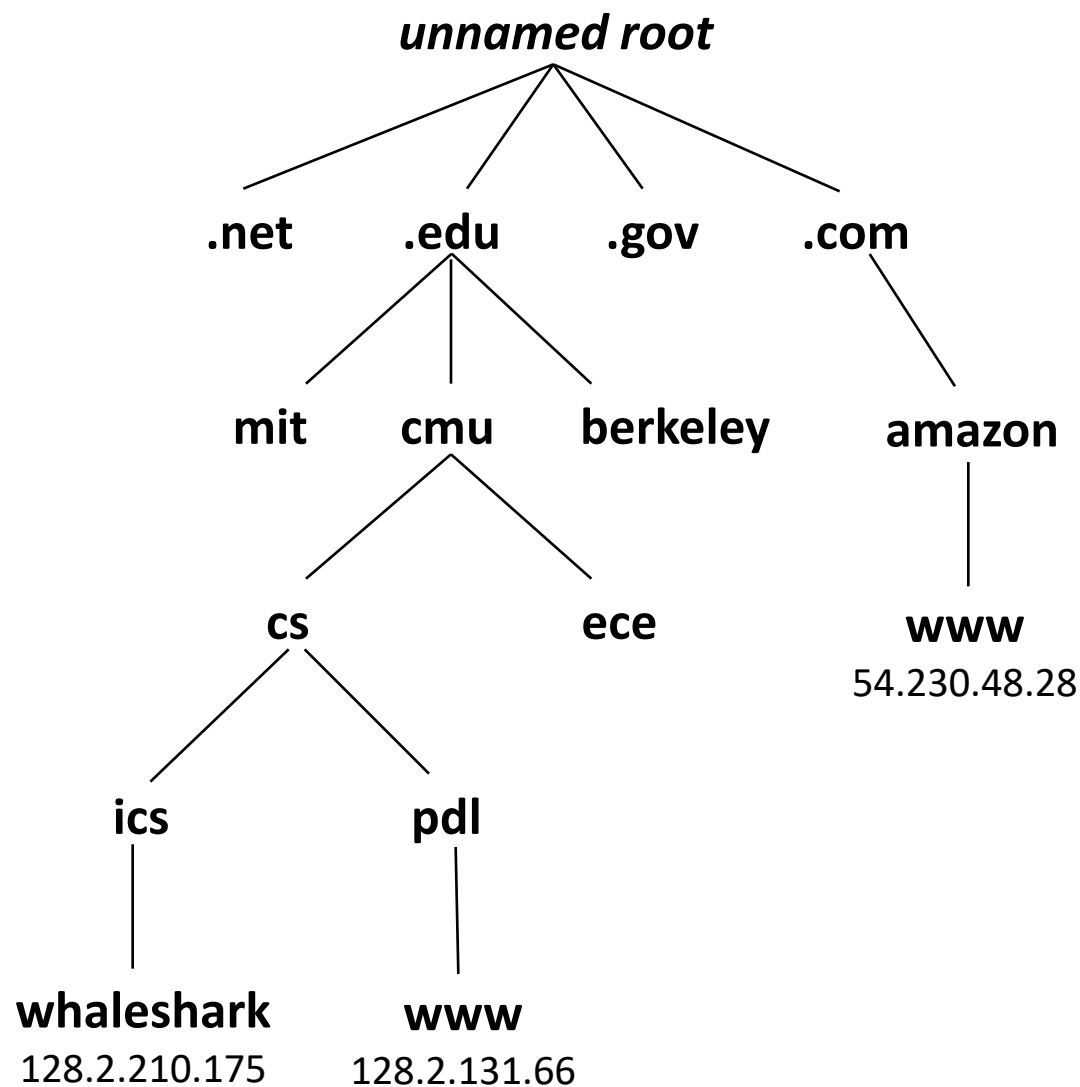 unnamed root
.net .edu .gov .com
mit cmu berkeley amazon
cs ece www
54.230.48.28
ics pdl
whaleshark www
128.2.210.175 128.2.131.66